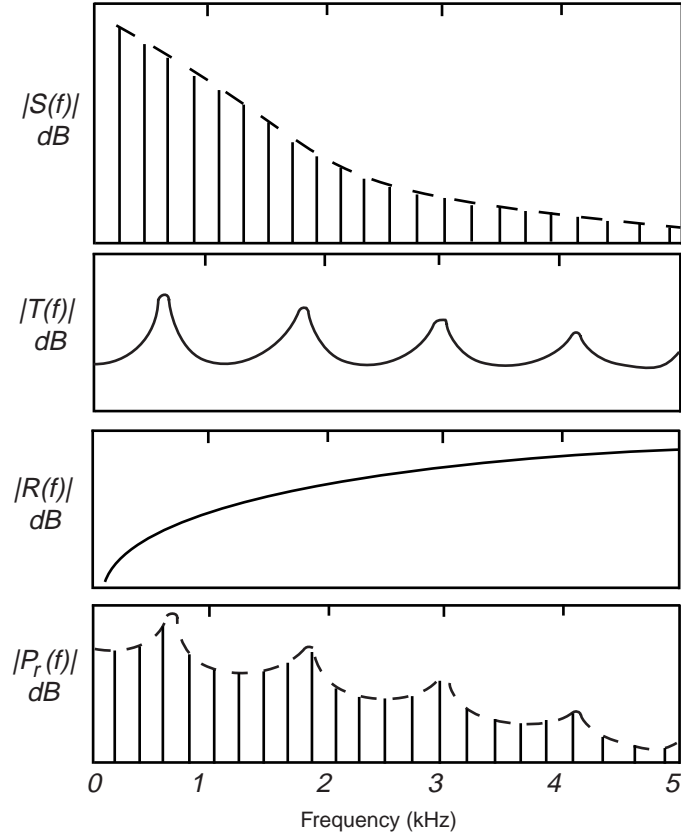 |S(f)|
dB
|T(f)|
dB
|R(f)|
dB
|Pr(f)|
dB
0 1 2 3 4 5
Frequency (kHz)